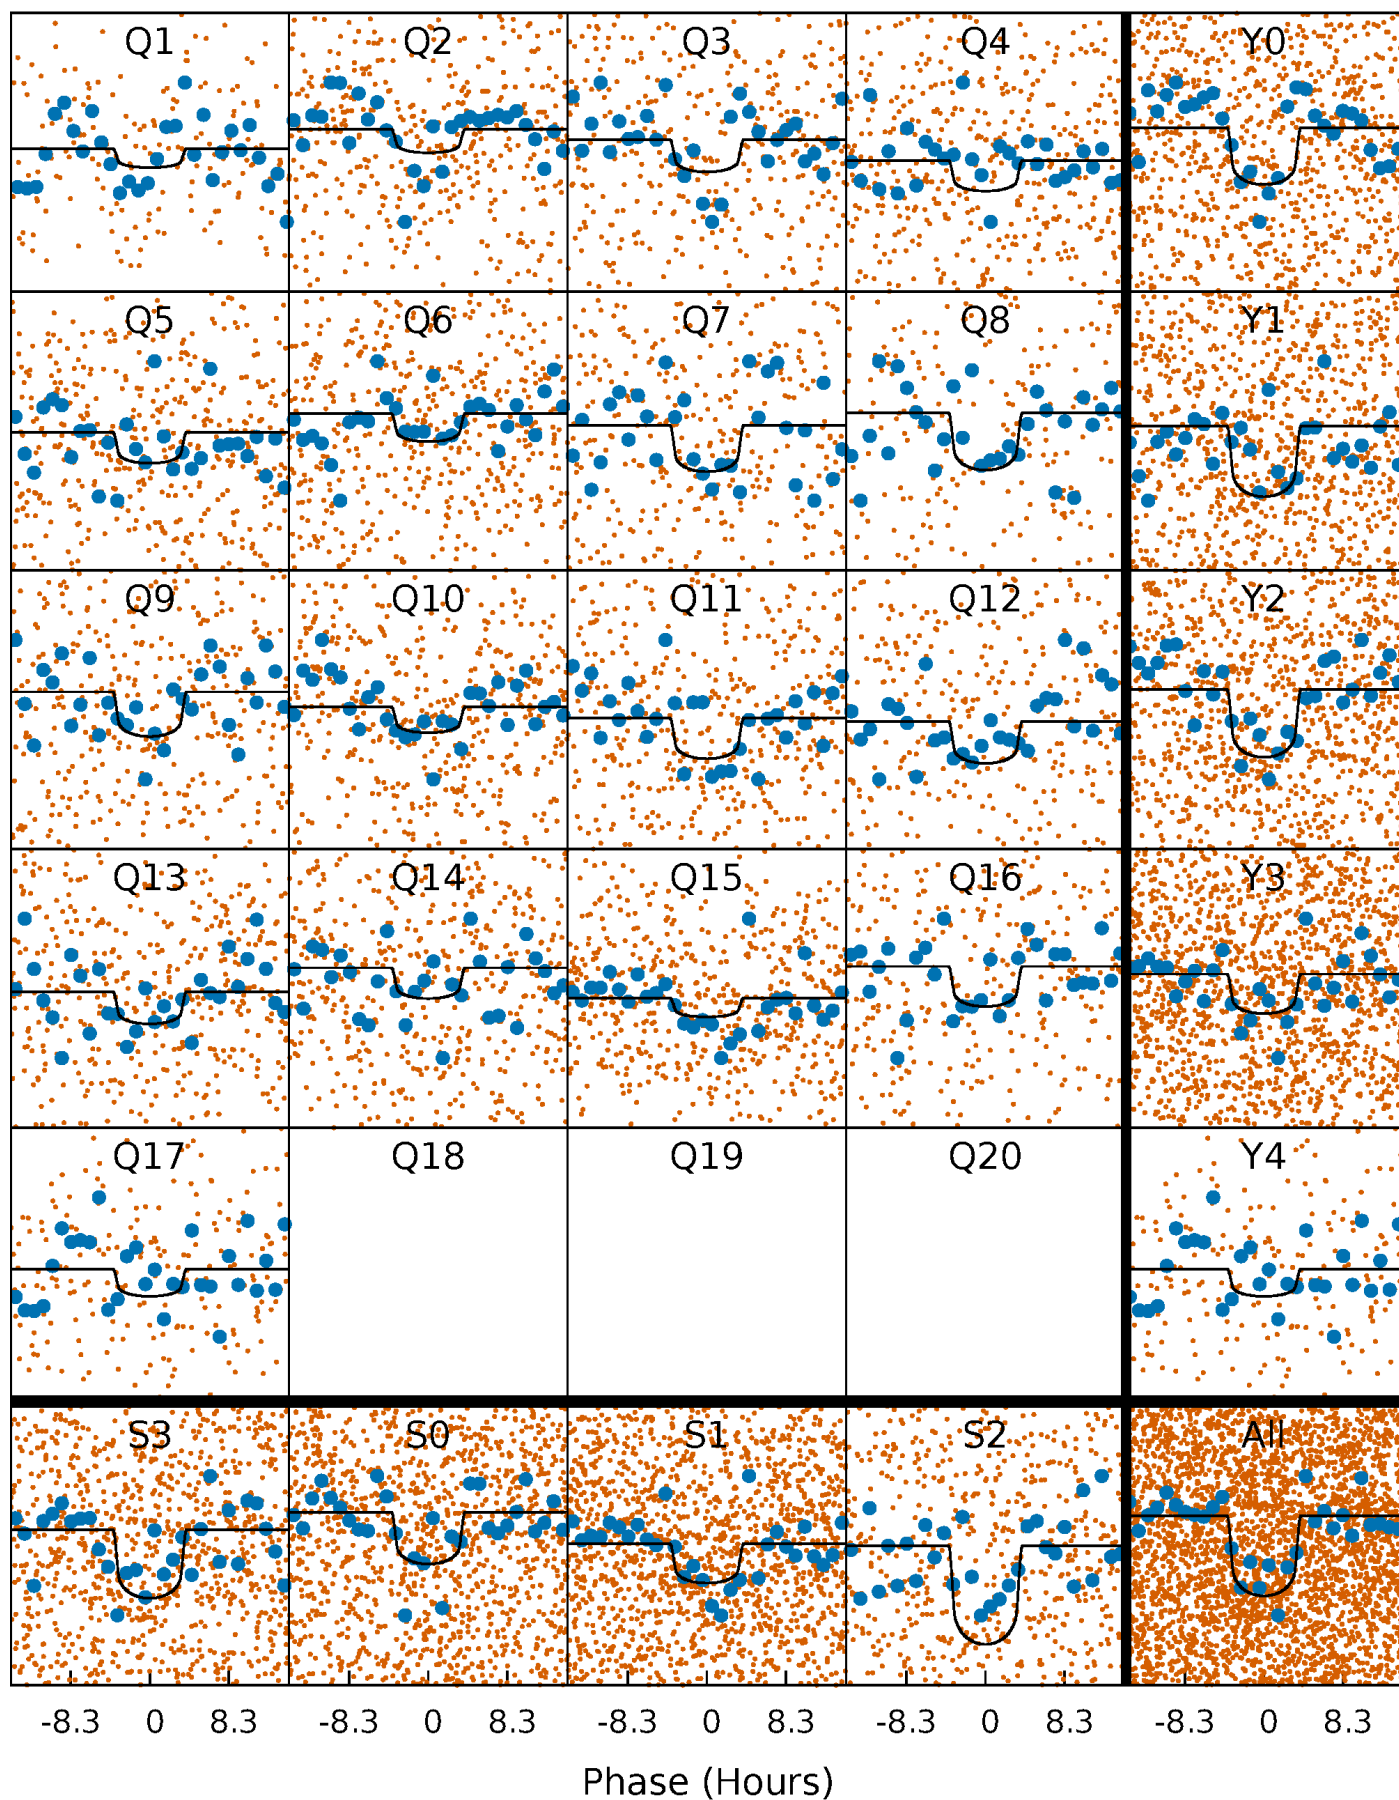 Q1 Q2 Q3 Q4 Y0
Q5 Q6 Q7 Q8 Y1
Q9 Q10 Q11 Q12 Y2
Q13 Q14 Q15 Q16 Y3
Q17 Q18 Q19 Q20 Y4
S3 S0 S1 S2 All
-8.3 0 8.3 -8.3 0 8.3 -8.3 0 8.3 -8.3 0 8.3 -8.3 0 8.3
Phase (Hours)